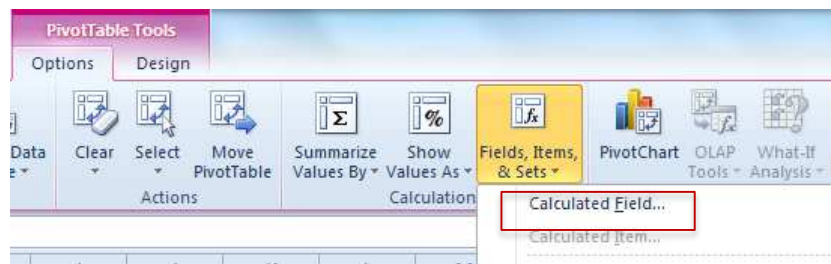 PivotTable Tools
Options Design
Data Clear Select Move PivotTable Summarize Values By Show Values As Fields, Items, & Sets PivotChart OLAP Tools What-If Analysis
Actions Calculation
Calculated Field...
Calculated Item...